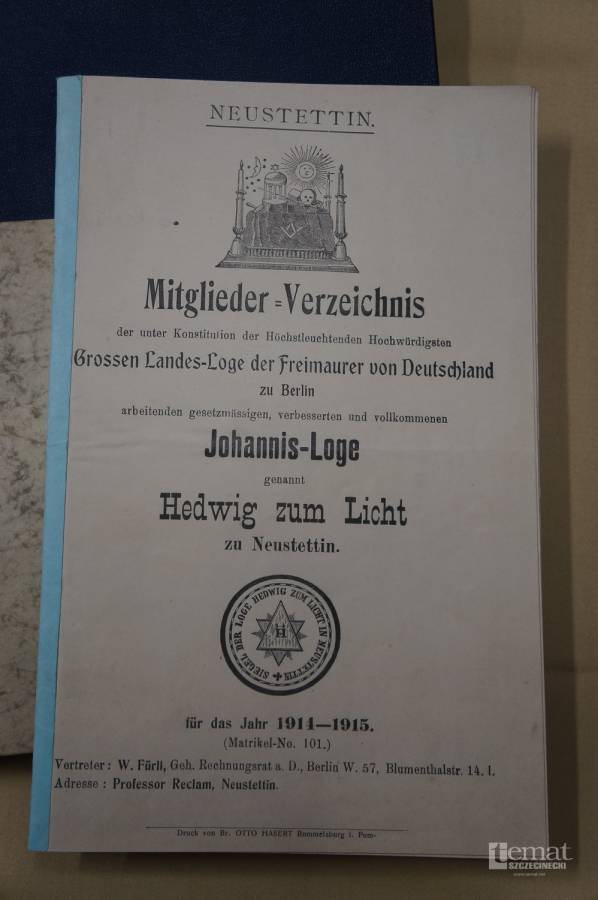 NEUSTETTIN.
Mitglieder=Verzeichnis
der unter Konstitution der Höchstleuchtenden Hochwürdigsten
Grossen Landes-Loge der Freimaurer von Deutschland
zu Berlin
arbeitenden gesetzmässigen, verbesserten und vollkommenen
Johannis-Loge
genannt
Hedwig zum Licht
zu Neustettin.
SIEGEL DER LOGE HEDWIG ZUM LICHT IN NEUSTETTIN
H
für das Jahr 1914—1915.
(Matrikel-No. 101.)
Vertreter: W. Fürll, Geh. Rechnungsrat a. D., Berlin W. 57, Blumenthalstr. 14. I.
Adresse: Professor Reclam, Neustettin.
Druck von Br. OTTO HASERT Rummelsburg i. Pom-
temat
SZCZECINECKI
www.temat.net